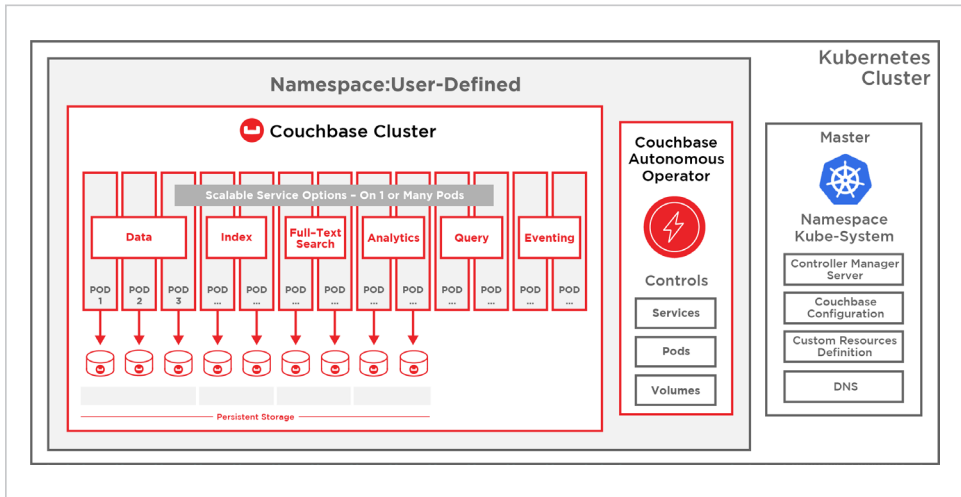 Kubernetes
Cluster
Namespace:User-Defined
Couchbase Cluster
Scalable Service Options – On 1 or Many Pods
Data
Index
Full-Text
Search
Analytics
Query
Eventing
POD
1
POD
2
POD
3
POD
...
POD
...
POD
...
POD
...
POD
...
POD
...
POD
...
POD
...
POD
...
POD
...
Persistent Storage
Couchbase
Autonomous
Operator
Controls
Services
Pods
Volumes
Master
Namespace
Kube-System
Controller Manager
Server
Couchbase
Configuration
Custom Resources
Definition
DNS